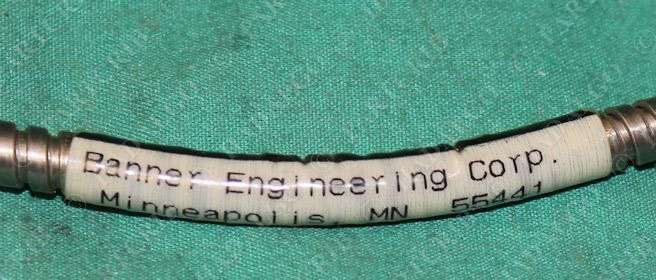 Banner Engineering Corp.
Minneapolis, MN 55441